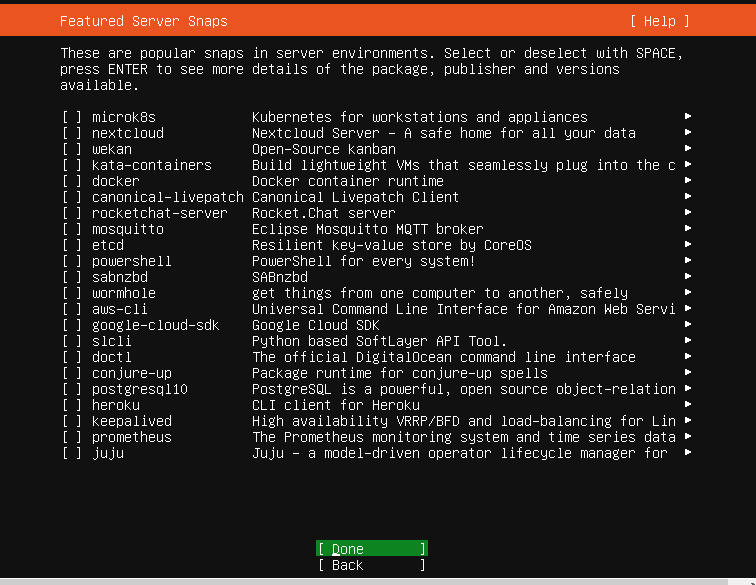 Featured Server Snaps [ Help ]
These are popular snaps in server environments. Select or deselect with SPACE,
press ENTER to see more details of the package, publisher and versions
available.
[ ] microk8s Kubernetes for workstations and appliances ►
[ ] nextcloud Nextcloud Server - A safe home for all your data ►
[ ] wekan Open-Source kanban ►
[ ] kata-containers Build lightweight VMs that seamlessly plug into the c ►
[ ] docker Docker container runtime ►
[ ] canonical-livepatch Canonical Livepatch Client ►
[ ] rocketchat-server Rocket.Chat server ►
[ ] mosquitto Eclipse Mosquitto MQTT broker ►
[ ] etcd Resilient key-value store by CoreOS ►
[ ] powershell PowerShell for every system! ►
[ ] sabnzbd SABnzbd ►
[ ] wormhole get things from one computer to another, safely ►
[ ] aws-cli Universal Command Line Interface for Amazon Web Servi ►
[ ] google-cloud-sdk Google Cloud SDK ►
[ ] slcli Python based SoftLayer API Tool. ►
[ ] doctl The official DigitalOcean command line interface ►
[ ] conjure-up Package runtime for conjure-up spells ►
[ ] postgresql10 PostgreSQL is a powerful, open source object-relation ►
[ ] heroku CLI client for Heroku ►
[ ] keepalived High availability VRRP/BFD and load-balancing for Lin ►
[ ] prometheus The Prometheus monitoring system and time series data ►
[ ] juju Juju - a model-driven operator lifecycle manager for ►
[ Done ]
[ Back ]